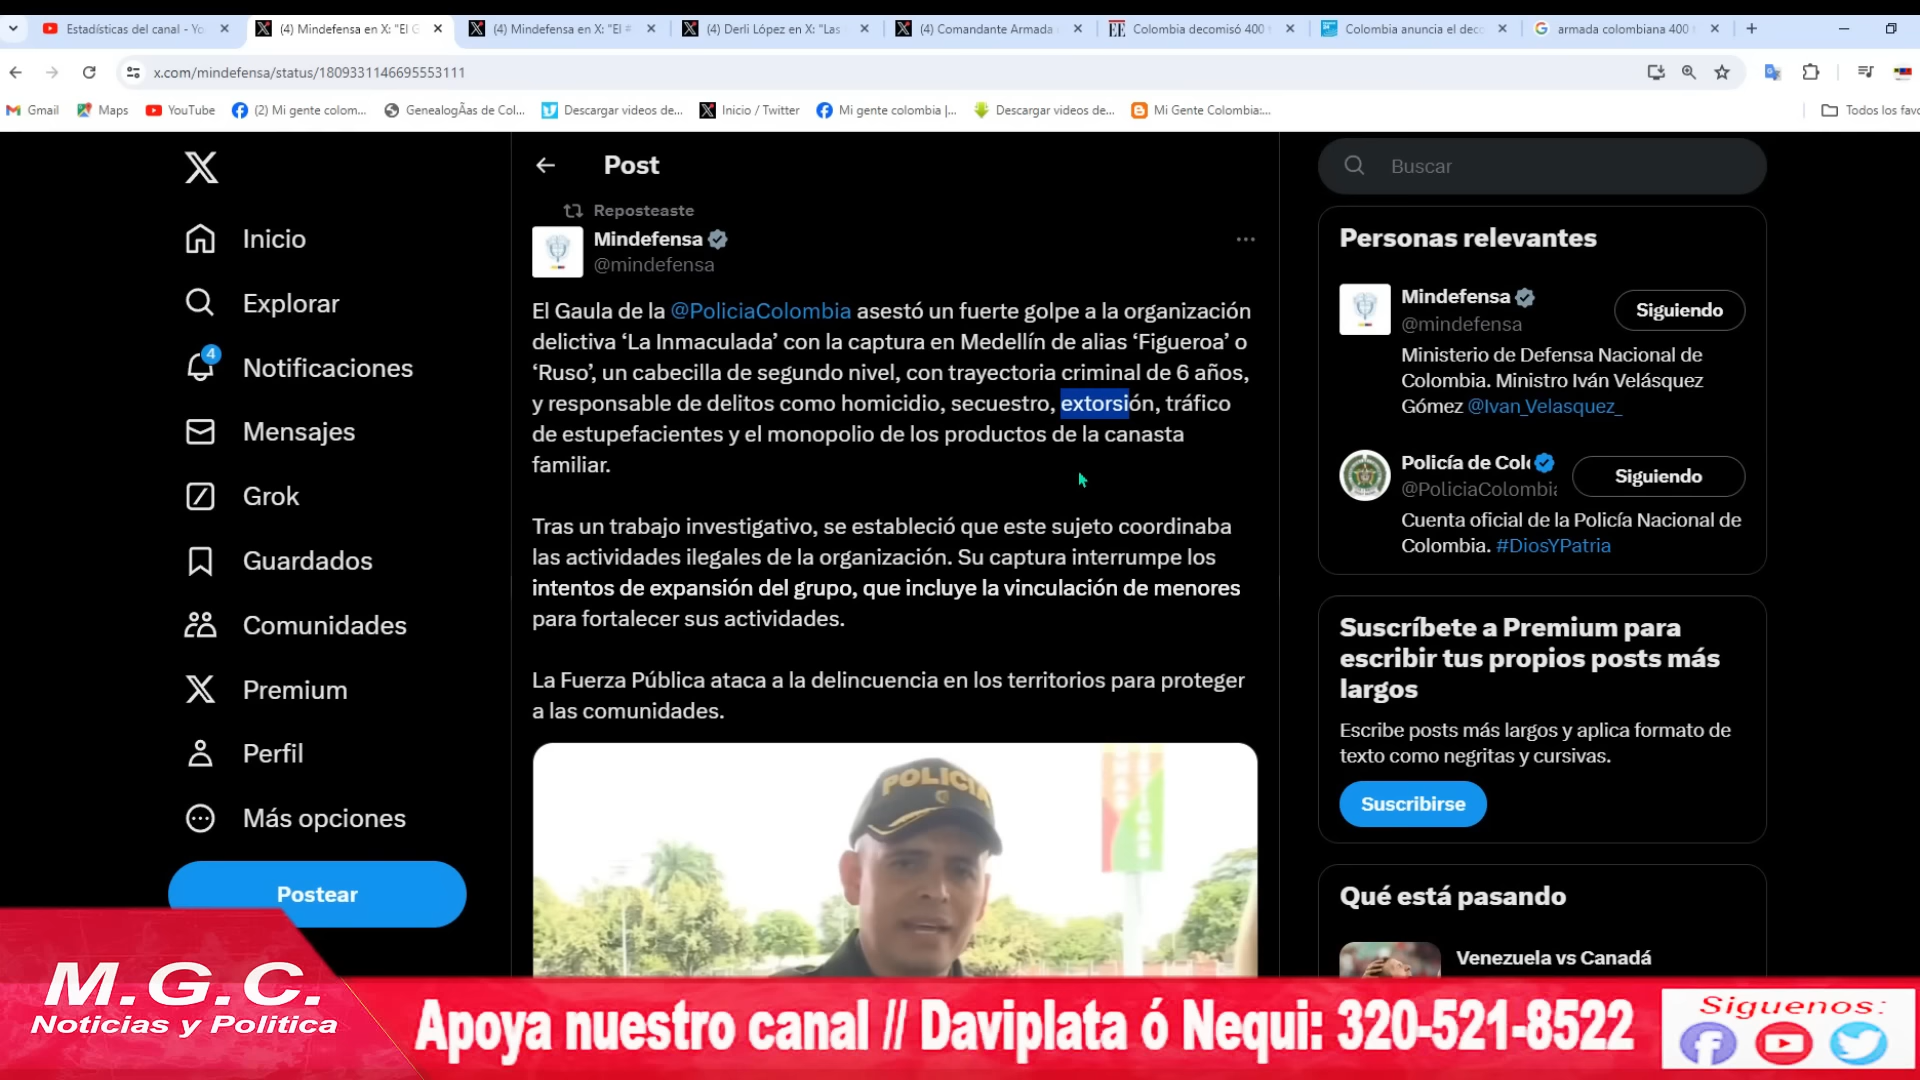 Estadísticas del canal - Yo
(4) Mindefensa en X: "El G
(4) Mindefensa en X: "El #
(4) Derli López en X: "Las
(4) Comandante Armada
Colombia decomisó 400
Colombia anuncia el deco
armada colombiana 400
x.com/mindefensa/status/1809331146695553111
Gmail
Maps
YouTube
(2) Mi gente colom...
GenealogÃas de Col...
Descargar videos de...
Inicio / Twitter
Mi gente colombia |...
Descargar videos de...
Mi Gente Colombia:...
Todos los favo
Inicio
Explorar
4
Notificaciones
Mensajes
Grok
Guardados
Comunidades
Premium
Perfil
Más opciones
Postear
Post
Reposteaste
Mindefensa
@mindefensa
El Gaula de la @PoliciaColombia asestó un fuerte golpe a la organización
delictiva ‘La Inmaculada’ con la captura en Medellín de alias ‘Figueroa’ o
‘Ruso’, un cabecilla de segundo nivel, con trayectoria criminal de 6 años,
y responsable de delitos como homicidio, secuestro, extorsión, tráfico
de estupefacientes y el monopolio de los productos de la canasta
familiar.
Tras un trabajo investigativo, se estableció que este sujeto coordinaba
las actividades ilegales de la organización. Su captura interrumpe los
intentos de expansión del grupo, que incluye la vinculación de menores
para fortalecer sus actividades.
La Fuerza Pública ataca a la delincuencia en los territorios para proteger
a las comunidades.
POLICIA
Buscar
Personas relevantes
Mindefensa
@mindefensa
Siguiendo
Ministerio de Defensa Nacional de
Colombia. Ministro Iván Velásquez
Gómez @Ivan_Velasquez_
Policía de Col
@PoliciaColombia
Siguiendo
Cuenta oficial de la Policía Nacional de
Colombia. #DiosYPatria
Suscríbete a Premium para
escribir tus propios posts más
largos
Escribe posts más largos y aplica formato de
texto como negritas y cursivas.
Suscribirse
Qué está pasando
Venezuela vs Canadá
M.G.C.
Noticias y Politica
Apoya nuestro canal // Daviplata ó Nequi: 320-521-8522
Siguenos: